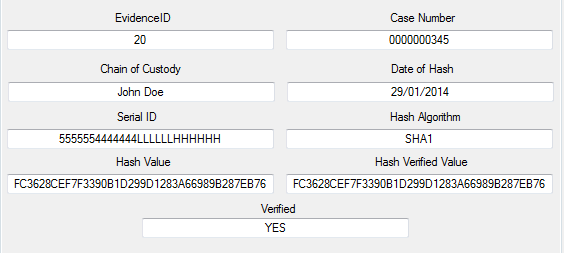 EvidenceID
Case Number
20
0000000345
Chain of Custody
Date of Hash
John Doe
29/01/2014
Serial ID
Hash Algorithm
5555554444444LLLLLLHHHHHH
SHA1
Hash Value
Hash Verified Value
FC3628CEF7F3390B1D299D1283A66989B287EB76
FC3628CEF7F3390B1D299D1283A66989B287EB76
Verified
YES